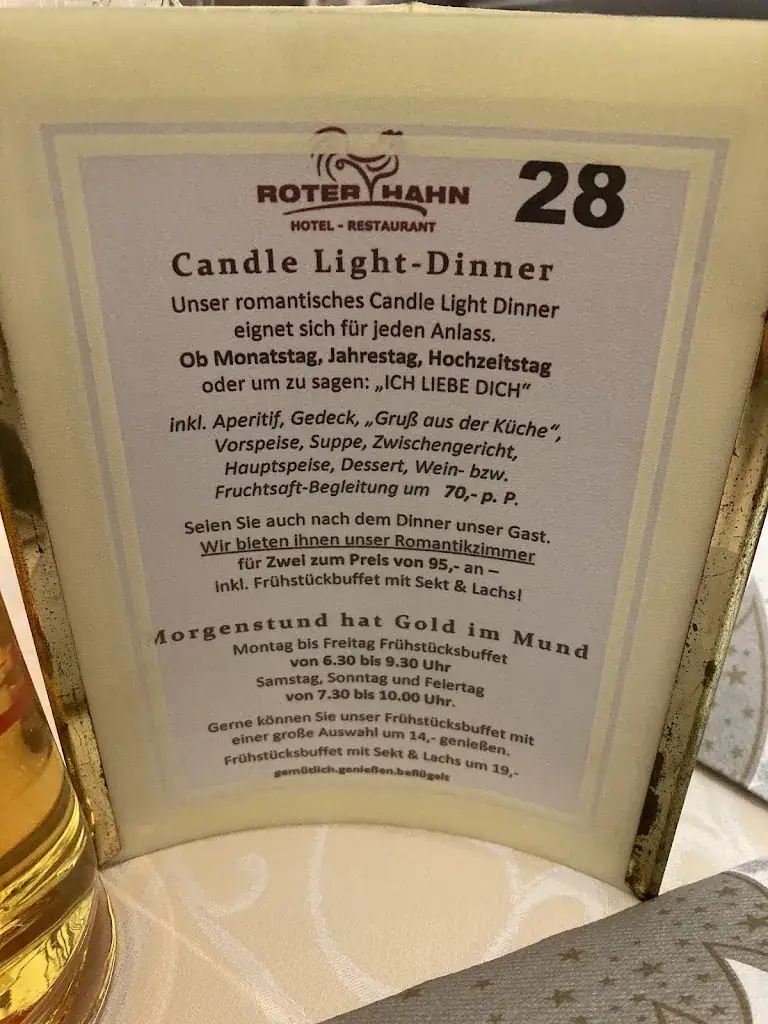 ROTER HAHN
28
HOTEL - RESTAURANT
Candle Light-Dinner
Unser romantisches Candle Light Dinner
eignet sich für jeden Anlass.
Ob Monatstag, Jahrestag, Hochzeitstag
oder um zu sagen: „ICH LIEBE DICH“
inkl. Aperitif, Gedeck, „Gruß aus der Küche“,
Vorspeise, Suppe, Zwischengericht,
Hauptspeise, Dessert, Wein- bzw.
Fruchtsaft-Begleitung um 70,- p. P.
Seien Sie auch nach dem Dinner unser Gast.
Wir bieten ihnen unser Romantikzimmer
für Zwei zum Preis von 95,- an –
inkl. Frühstückbuffet mit Sekt & Lachs!
Morgenstund hat Gold im Mund
Montag bis Freitag Frühstücksbuffet
von 6.30 bis 9.30 Uhr
Samstag, Sonntag und Feiertag
von 7.30 bis 10.00 Uhr.
Gerne können Sie unser Frühstücksbuffet mit
einer große Auswahl um 14,- genießen.
Frühstücksbuffet mit Sekt & Lachs um 19,-
gemütlich.genießen.beflügelt